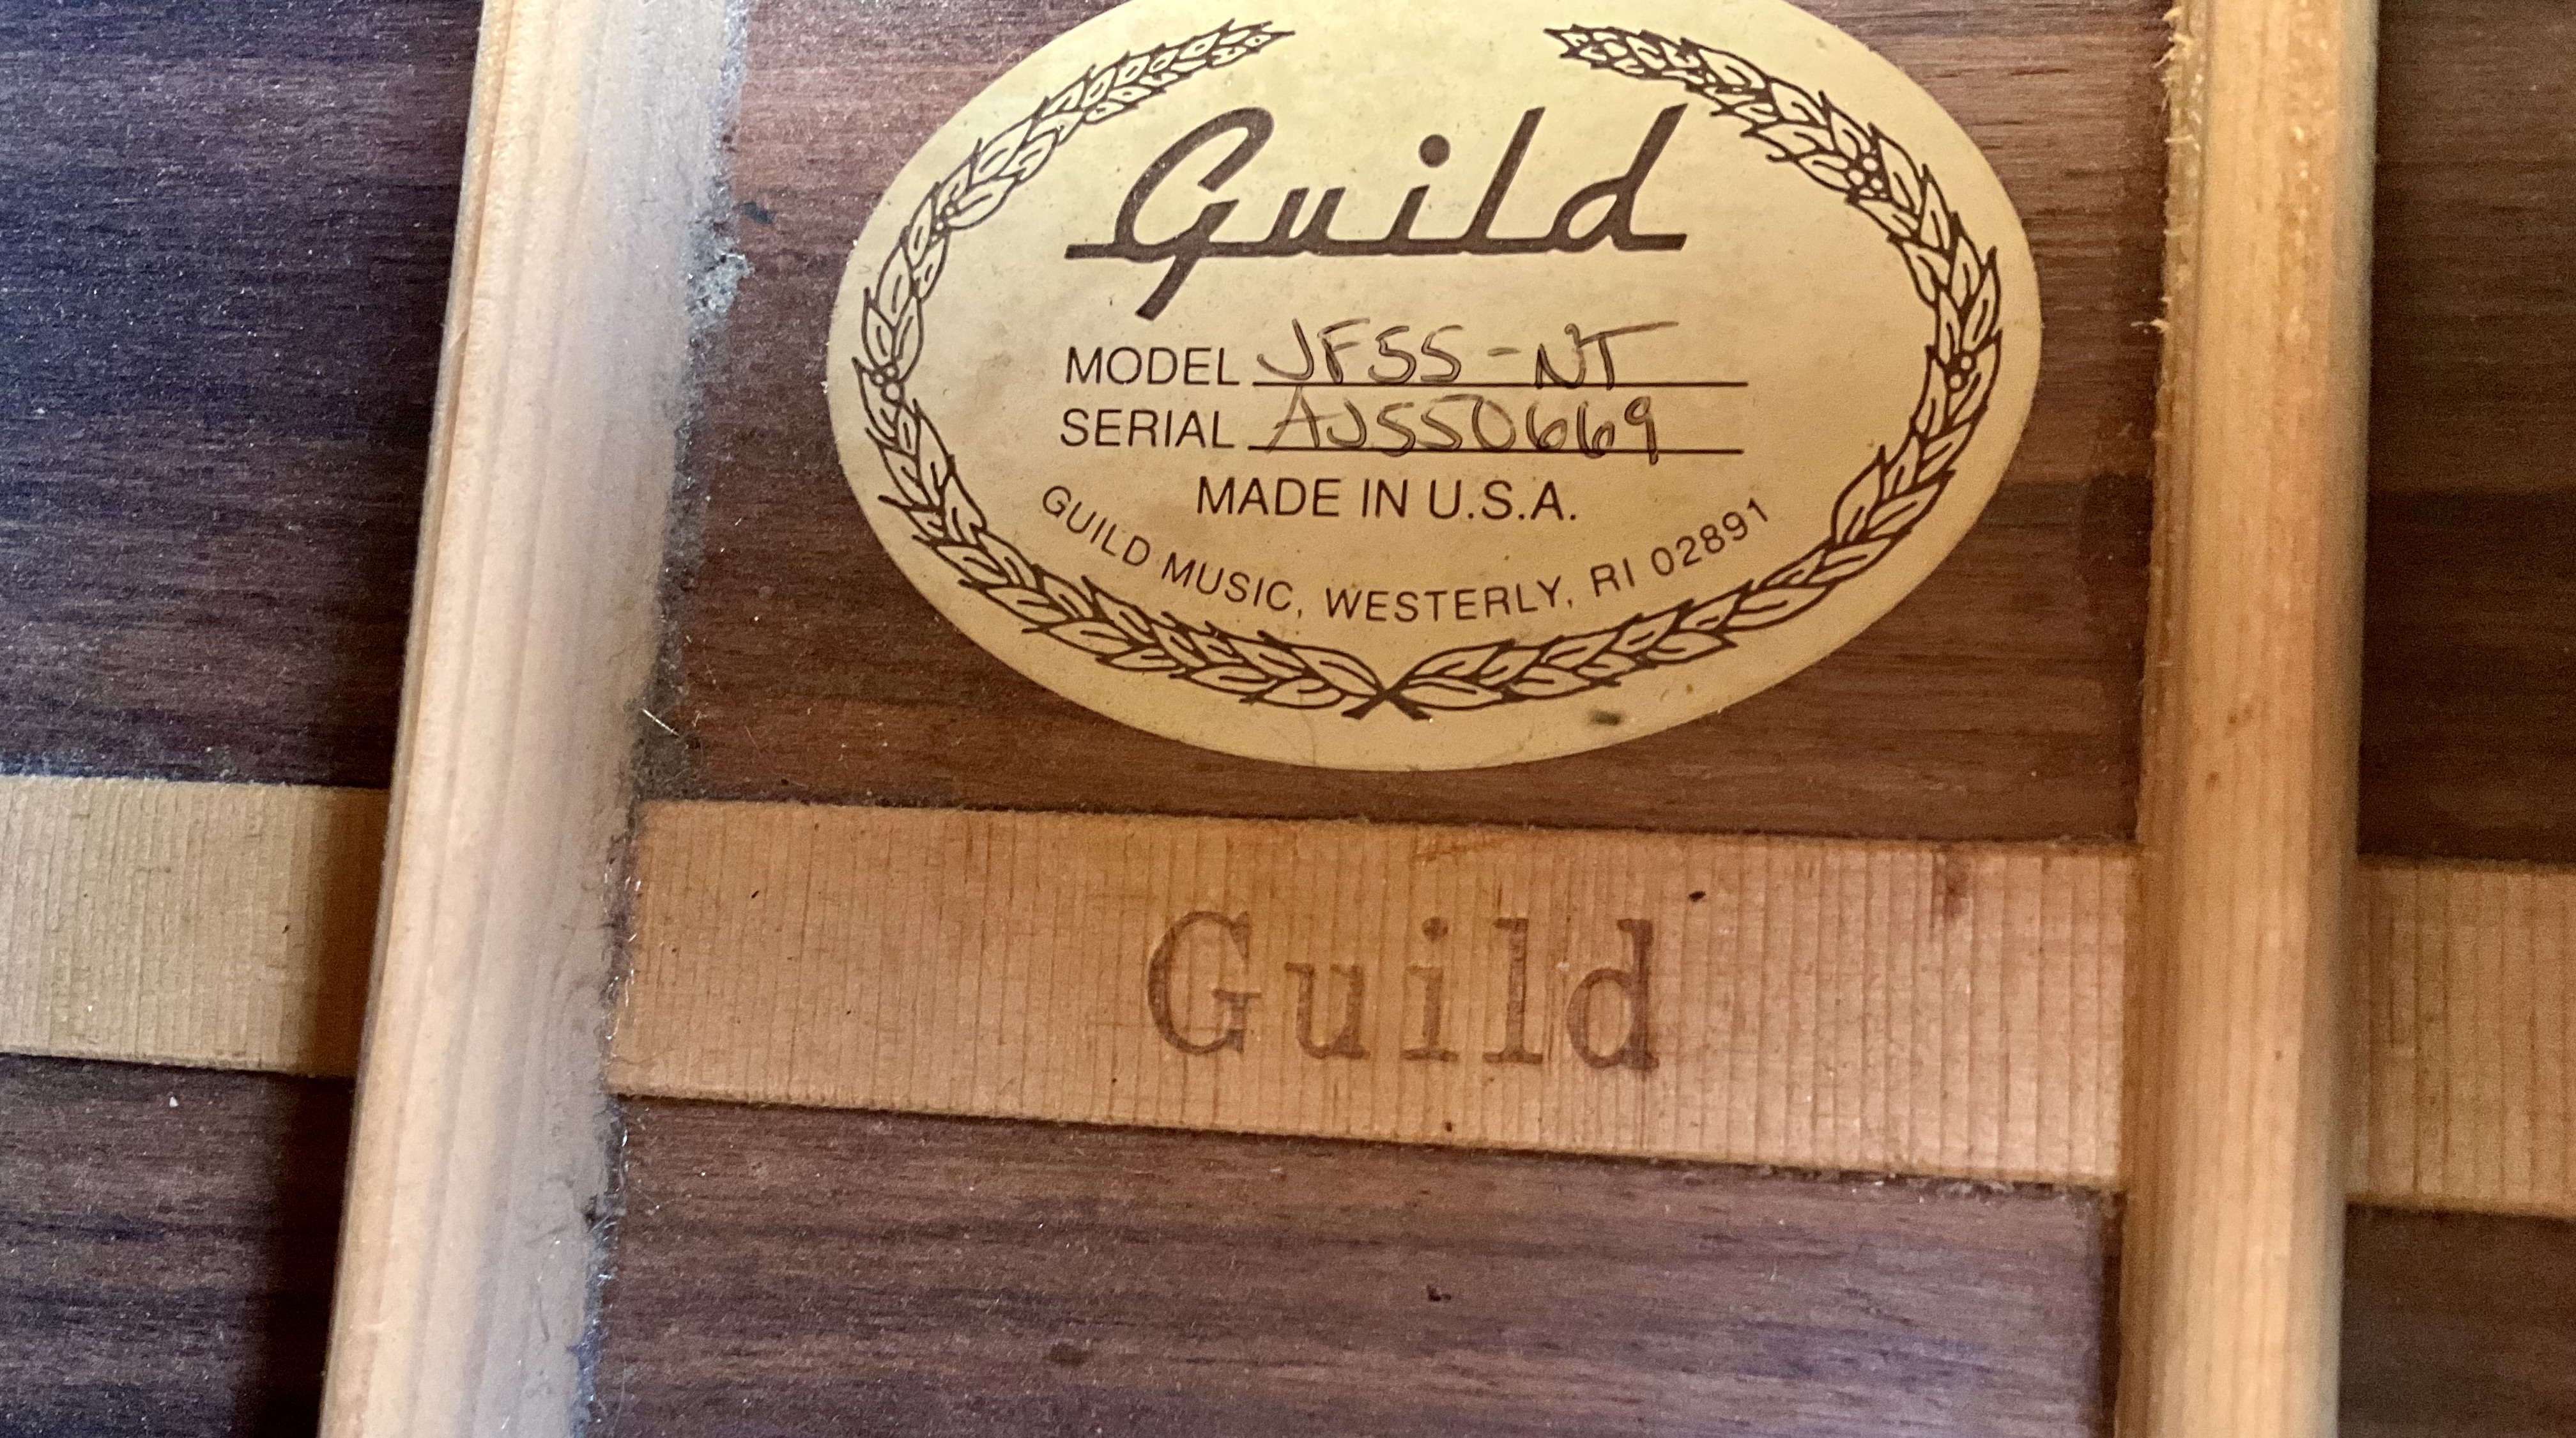 Guild
MODEL JF55-NT
SERIAL AJ550669
MADE IN U.S.A.
GUILD MUSIC, WESTERLY, RI 02891
Guild